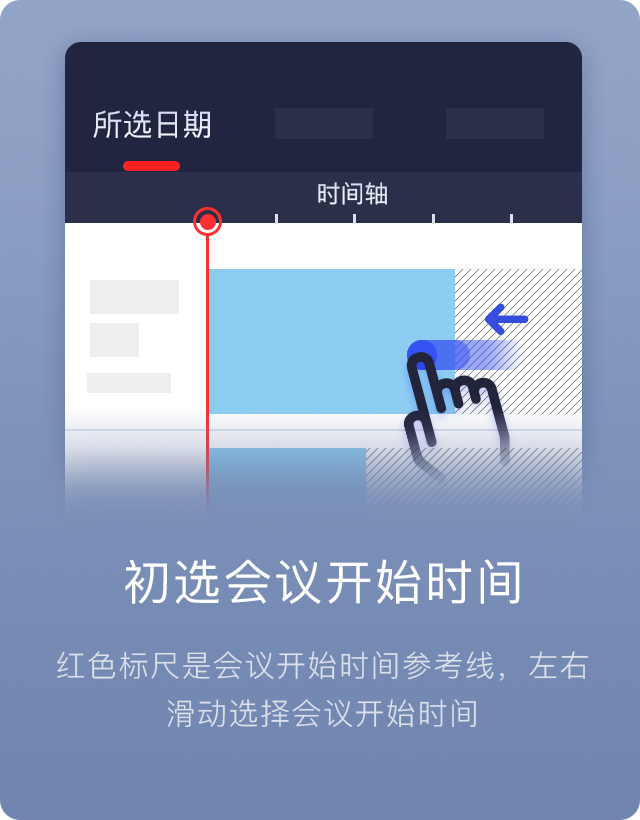 所选日期
时间轴
初选会议开始时间
红色标尺是会议开始时间参考线，左右
滑动选择会议开始时间